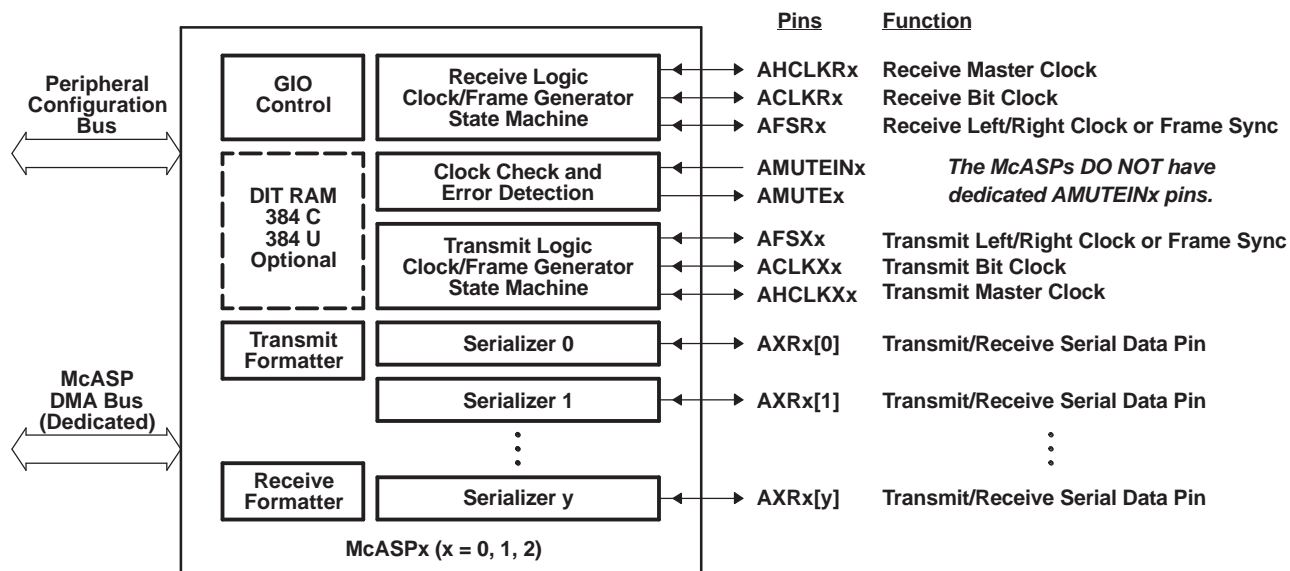 Pins Function
Peripheral
Configuration
Bus
GIO
Control
Receive Logic
Clock/Frame Generator
State Machine
AHCLKRx Receive Master Clock
ACLKRx Receive Bit Clock
AFSRx Receive Left/Right Clock or Frame Sync
DIT RAM
384 C
384 U
Optional
Clock Check and
Error Detection
AMUTEINx
AMUTEx
The McASPs DO NOT have
dedicated AMUTEINx pins.
Transmit Logic
Clock/Frame Generator
State Machine
AFSXx Transmit Left/Right Clock or Frame Sync
ACLKXx Transmit Bit Clock
AHCLKXx Transmit Master Clock
Transmit
Formatter
Serializer 0
AXRx[0] Transmit/Receive Serial Data Pin
McASP
DMA Bus
(Dedicated)
Serializer 1
AXRx[1] Transmit/Receive Serial Data Pin
Receive
Formatter
Serializer y
AXRx[y] Transmit/Receive Serial Data Pin
McASPx (x = 0, 1, 2)